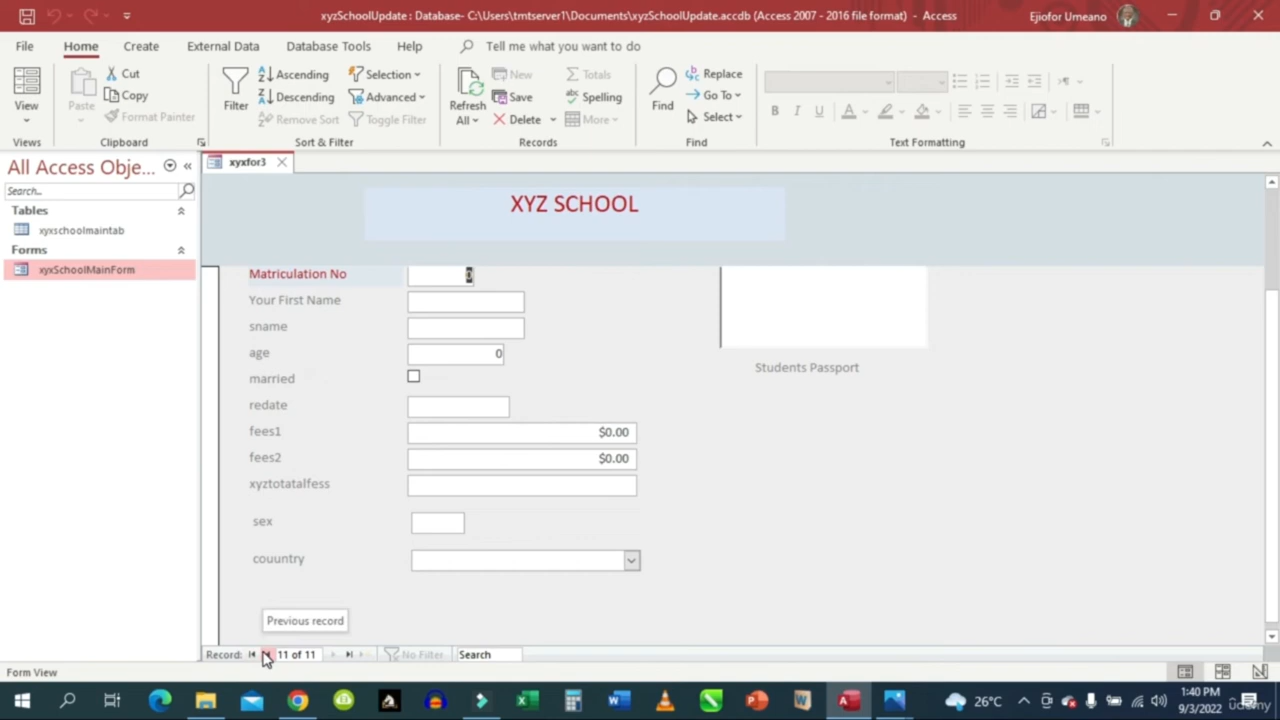 xyzSchoolUpdate : Database- C:\Users\tmtserver1\Documents\xyzSchoolUpdate.accdb (Access 2007 - 2016 file format) - Access
Ejiofor Umeano
File Home Create External Data Database Tools Help Tell me what you want to do
View
Views
Paste
Cut
Copy
Format Painter
Clipboard
Filter
Ascending
Descending
Remove Sort
Selection
Advanced
Toggle Filter
Sort & Filter
Refresh All
New
Save
Delete
Totals
Spelling
More
Records
Find
Replace
Go To
Select
Find
B I U A
Text Formatting
All Access Obje...
Search..
Tables
xyxschoolmaintab
Forms
xyxSchoolMainForm
xyxfor3
XYZ SCHOOL
Matriculation No 0
Your First Name
sname
age 0
married
redate
fees1 $0.00
fees2 $0.00
xyztotatalfess
sex
couuntry
Students Passport
Previous record
Record: 11 of 11 No Filter Search
Form View
26°C
1:40 PM
9/3/2022
udemy